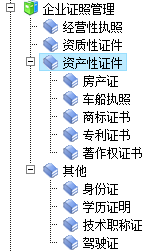 企业证照管理
经营性执照
资质性证件
资产性证件
房产证
车船执照
商标证书
专利证书
著作权证书
其他
身份证
学历证明
技术职称证
驾驶证